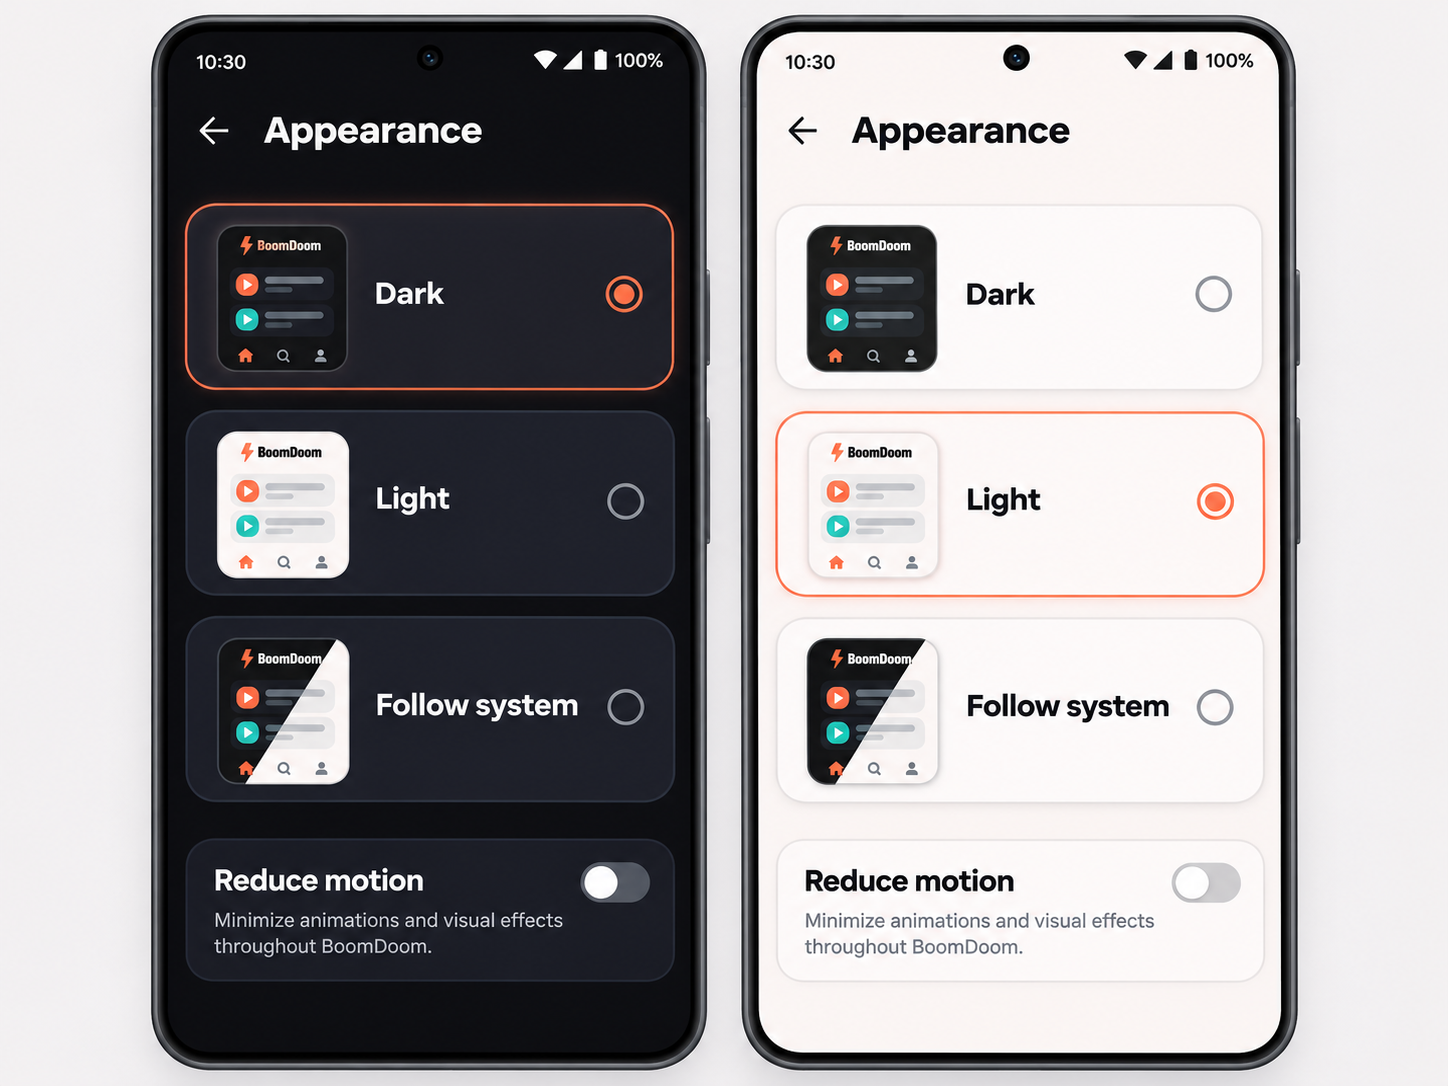 10:30
100%
Appearance
BoomDoom
Dark
BoomDoom
Light
BoomDoom
Follow system
Reduce motion
Minimize animations and visual effects
throughout BoomDoom.
10:30
100%
Appearance
BoomDoom
Dark
BoomDoom
Light
BoomDoom
Follow system
Reduce motion
Minimize animations and visual effects
throughout BoomDoom.